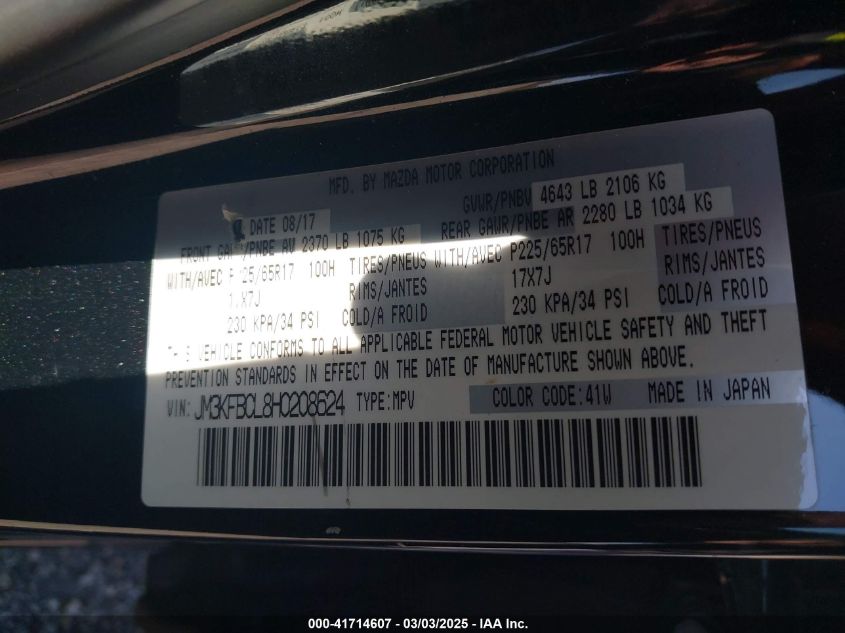 MFD. BY MAZDA MOTOR CORPORATION
DATE 08/17 GVWR/PNBV 4643 LB 2106 KG
FRONT GAWR/PNBE AV 2370 LB 1075 KG REAR GAWR/PNBE AR 2280 LB 1034 KG
WITH/AVEC P225/65R17 100H TIRES/PNEUS WITH/AVEC P225/65R17 100H TIRES/PNEUS
17X7J RIMS/JANTES 17X7J RIMS/JANTES
230 KPA/34 PSI COLD/A FROID 230 KPA/34 PSI COLD/A FROID
THIS VEHICLE CONFORMS TO ALL APPLICABLE FEDERAL MOTOR VEHICLE SAFETY AND THEFT
PREVENTION STANDARDS IN EFFECT ON THE DATE OF MANUFACTURE SHOWN ABOVE.
VIN: JM3KFBCL8H0208624 TYPE:MPV COLOR CODE:41W MADE IN JAPAN
000-41714607 - 03/03/2025 - IAA Inc.